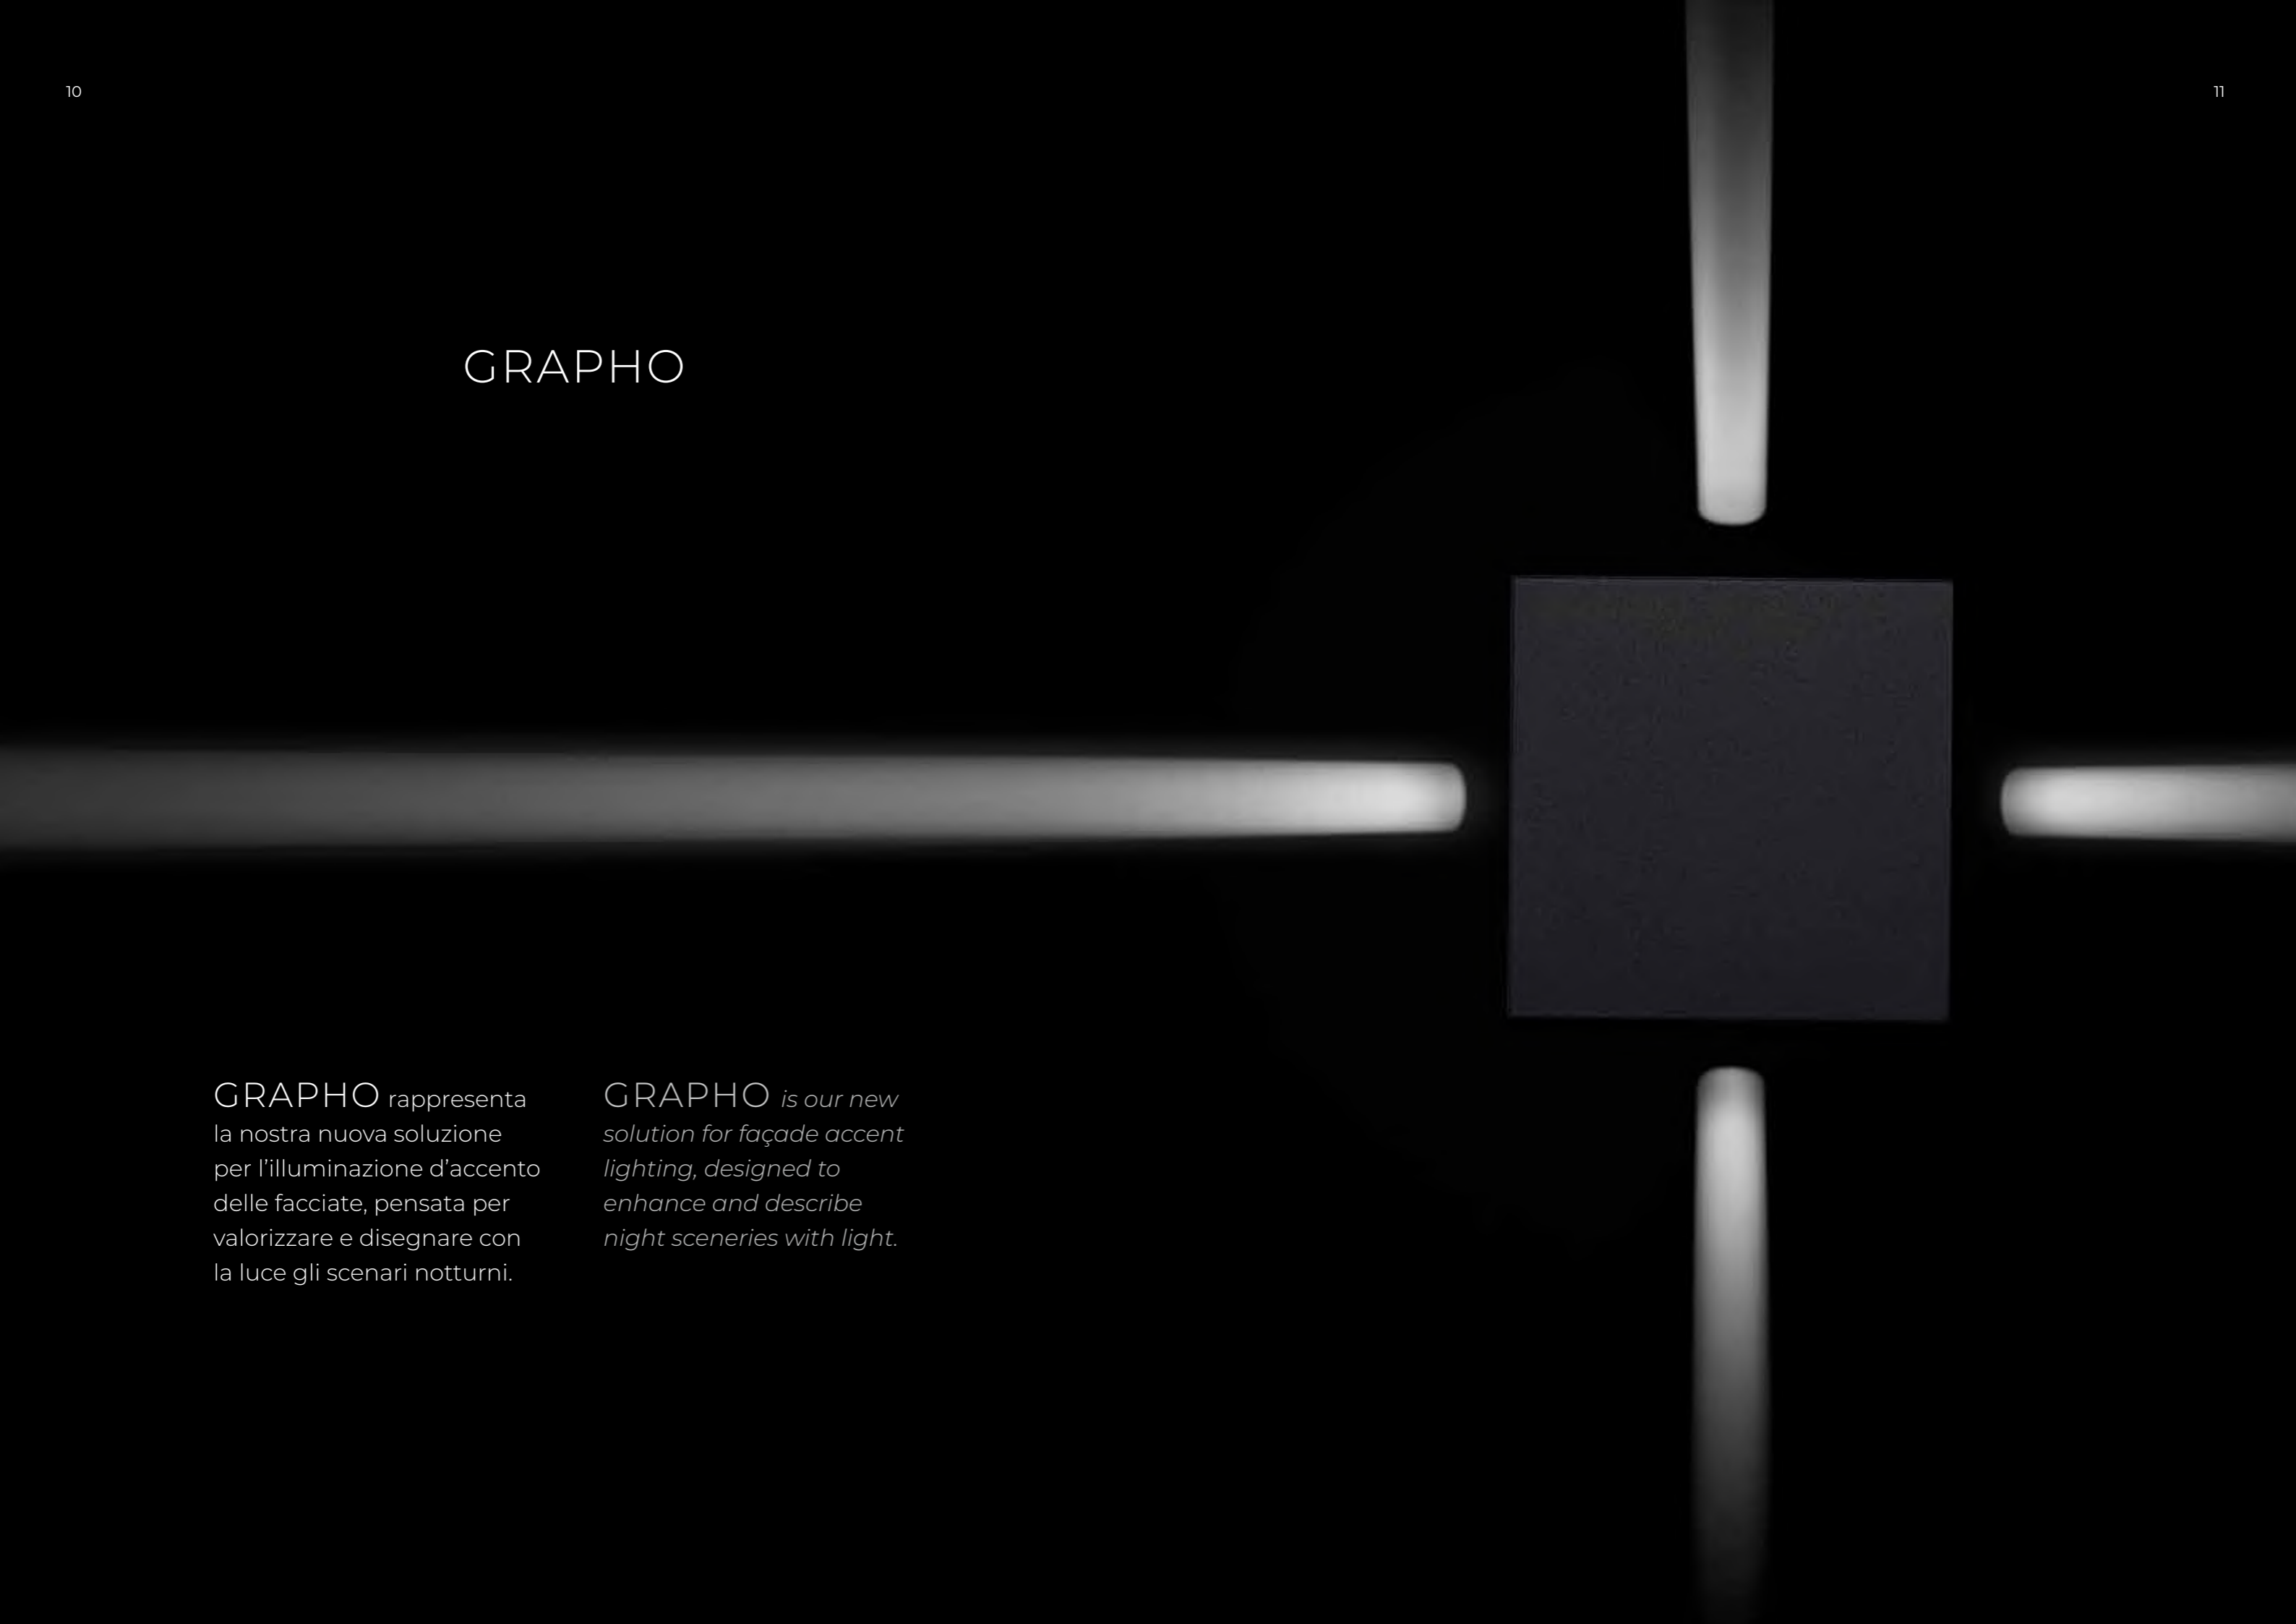 10
11
GRAPHO
GRAPHO rappresenta
la nostra nuova soluzione
per l’illuminazione d’accento
delle facciate, pensata per
valorizzare e disegnare con
la luce gli scenari notturni.
GRAPHO is our new
solution for façade accent
lighting, designed to
enhance and describe
night sceneries with light.